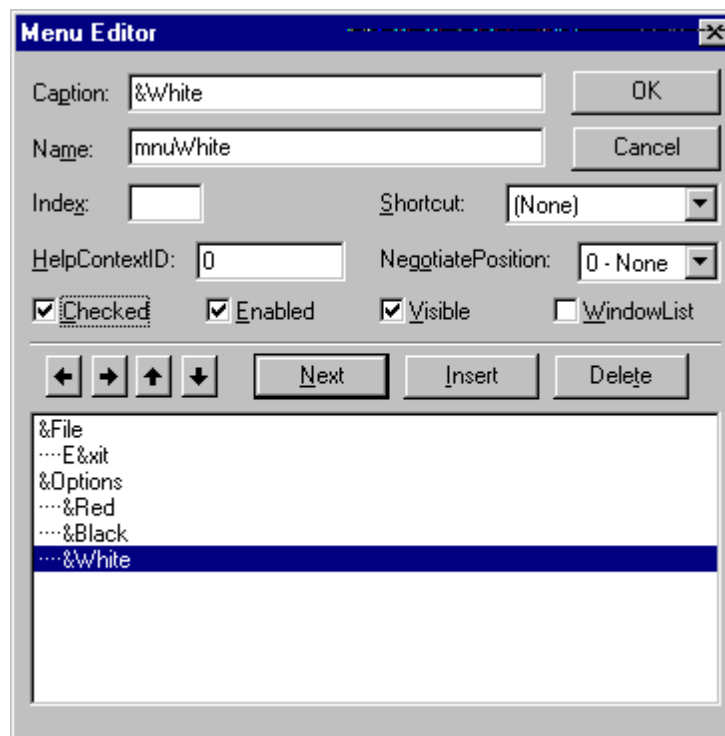 Menu Editor
Caption: &White OK
Name: mnuWhite Cancel
Index: Shortcut: (None)
HelpContextID: 0 NegotiatePosition: 0 - None
Checked Enabled Visible WindowList
Next Insert Delete
&File
····E&xit
&Options
····&Red
····&Black
····&White